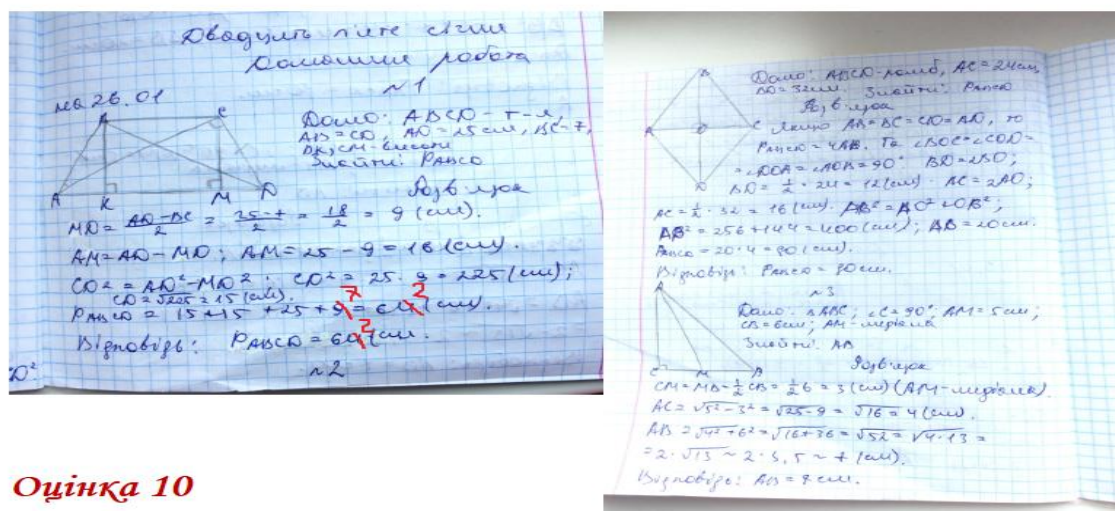 Двадцять п'яте січня
Домашня робота
на 26.01
№1
Дано: ABCD - т-я,
AB = CD, AD = 25 см, BC - 7,
BK, CM - висоти
Знайти: PABCD
Розв'язок
MD = AD-BC/2 = 25-7/2 = 18/2 = 9 (см).
AM = AD - MD; AM = 25 - 9 = 16 (см).
CD² = AD² - MD²; CD² = 25 · 9 = 225 (см);
CD = √225 = 15 (см).
PABCD = 15 + 15 + 25 + 7 = 62 (см)
Відповідь: PABCD = 62 см.
№2
Дано: ABCD - ромб, AC = 24 см,
BD = 32 см. Знайти: PABCD
Розв'язок
Якщо AB = BC = CD = AD, то
PABCD = 4AB. Та ∠BOC = ∠COD =
= ∠DOA = ∠AOB = 90° BD = 2BO;
BD = 1/2 · 24 = 12 (см) · AC = 2AO;
AC = 1/2 · 32 = 16 (см). AB² = AO² + OB²;
AB² = 256 + 144 = 400 (см); AB = 20 см.
PABCD = 20 · 4 = 80 (см).
Відповідь: PABCD = 80 см.
№3
Дано: △ABC, ∠C = 90°; AM = 5 см;
CB = 6 см; AM - медіана
Знайти: AB
Розв'язок
CM = MB - 1/2 CB = 1/2 6 = 3 (см) (AM - медіана).
AC = √5² - 3² = √25 - 9 = √16 = 4 (см).
AB = √4² + 6² = √16 + 36 = √52 = √4 · 13 =
= 2 · √13 ~ 2 · 3,5 ~ 7 (см).
Відповідь: AB = 7 см.
Оцінка 10